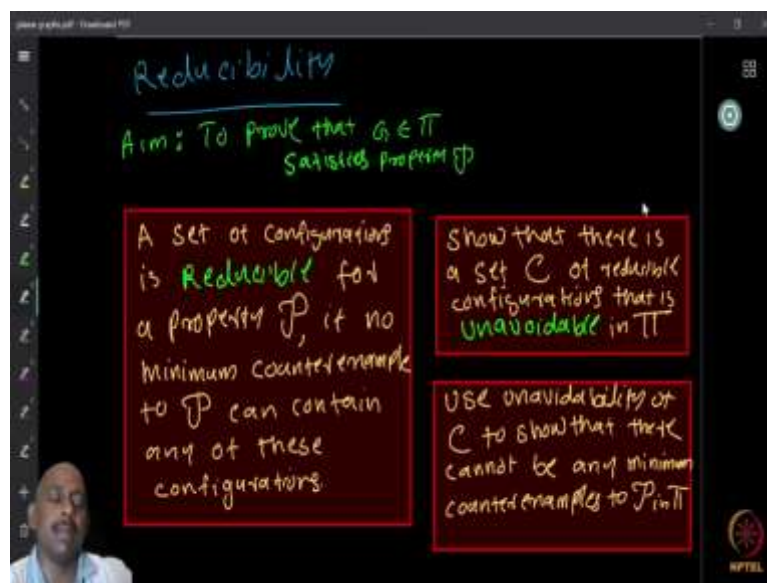 Reducibility
Aim: To prove that G ∈ Π
satisfies property P
A set of configurations
is Reducible for
a property P, if no
minimum counterexample
to P can contain
any of these
configurations.
Show that there is
a set C of reducible
configurations that is
unavoidable in Π
Use unavidability of
C to show that there
cannot be any minimum
counterexamples to P in Π
NPTEL